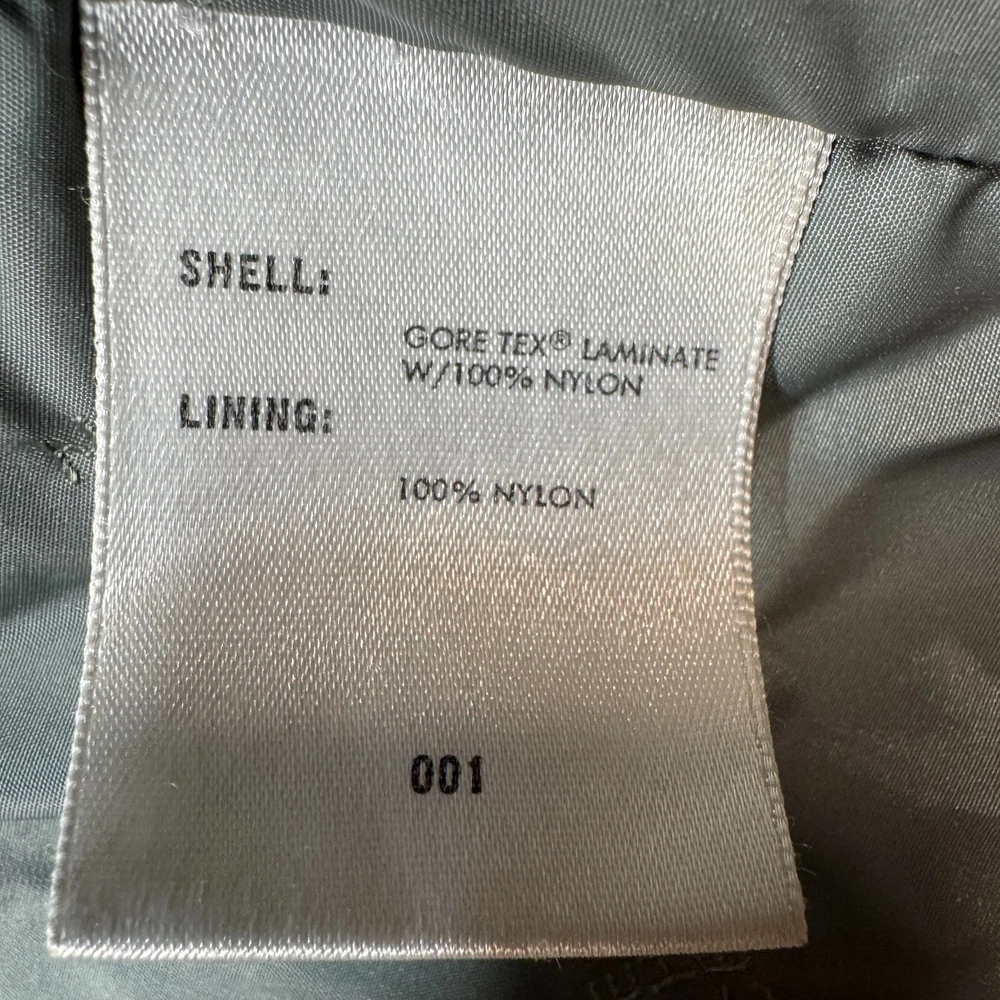 SHELL:
GORE TEX® LAMINATE
W/100% NYLON
LINING:
100% NYLON
001